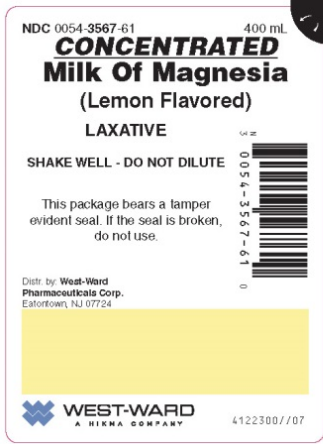 NDC 0054-3567-61 400 mL
CONCENTRATED
Milk Of Magnesia
(Lemon Flavored)
LAXATIVE
SHAKE WELL - DO NOT DILUTE
This package bears a tamper
evident seal. If the seal is broken,
do not use.
N
3 0054-3567-61 0
Distr. by: West-Ward
Pharmaceuticals Corp.
Eatontown, NJ 07724
WEST-WARD
A HIKMA COMPANY
4122300//07